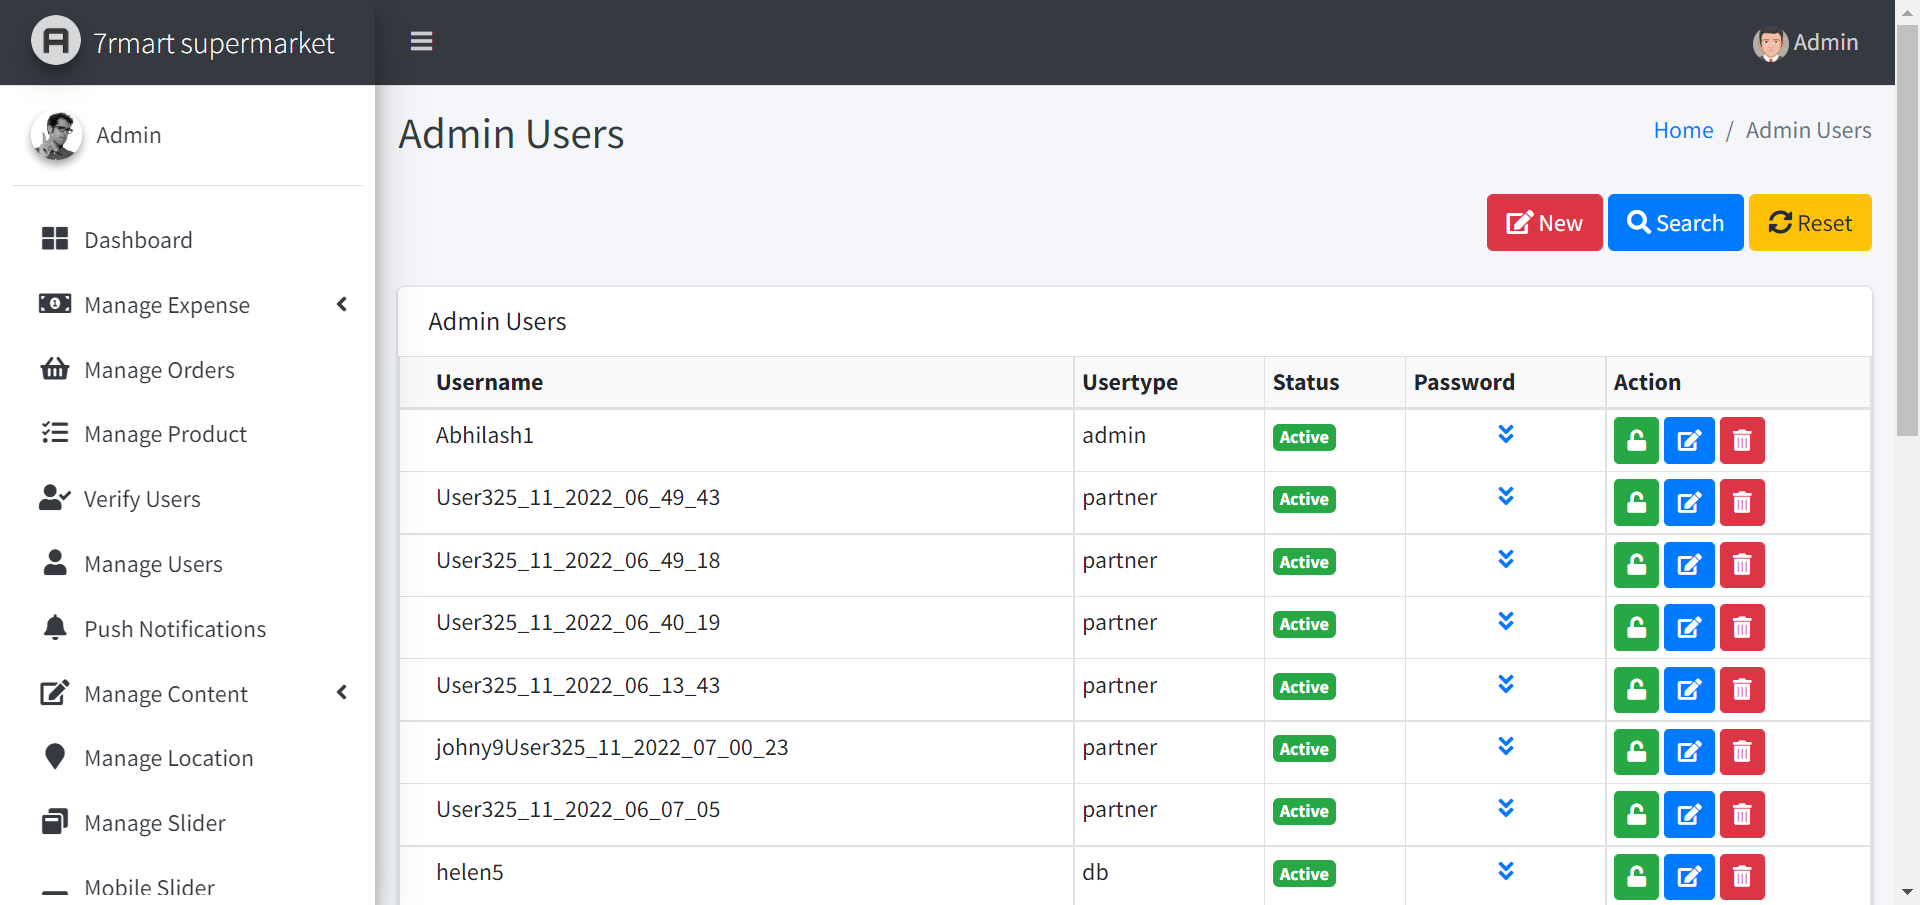 7rmart supermarket
Admin
Admin
Admin Users
Home / Admin Users
New Search Reset
Dashboard
Manage Expense
Manage Orders
Manage Product
Verify Users
Manage Users
Push Notifications
Manage Content
Manage Location
Manage Slider
Mobile Slider
Admin Users
Username Usertype Status Password Action
Abhilash1 admin Active
User325_11_2022_06_49_43 partner Active
User325_11_2022_06_49_18 partner Active
User325_11_2022_06_40_19 partner Active
User325_11_2022_06_13_43 partner Active
johny9User325_11_2022_07_00_23 partner Active
User325_11_2022_06_07_05 partner Active
helen5 db Active